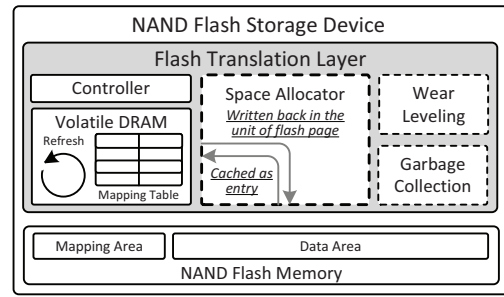 NAND Flash Storage Device
Flash Translation Layer
Controller
Volatile DRAM
Refresh
Mapping Table
Space Allocator
Written back in the
unit of flash page
Cached as
entry
Wear
Leveling
Garbage
Collection
Mapping Area
Data Area
NAND Flash Memory